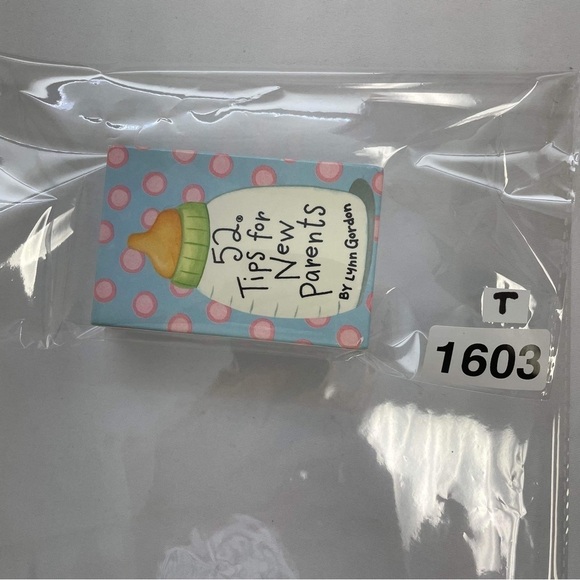 52®
Tips for
New
Parents
BY Lynn Gordon
T
1603